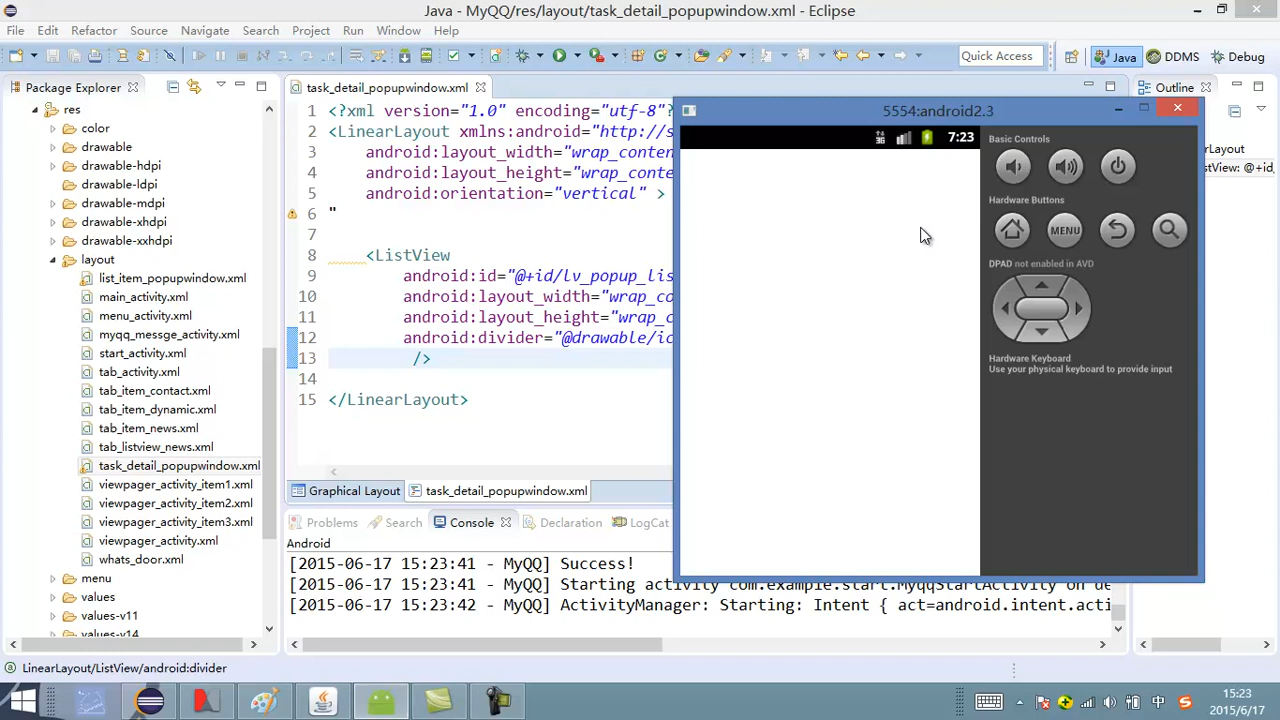 Java - MyQQ/res/layout/task_detail_popupwindow.xml - Eclipse
File Edit Refactor Source Navigate Search Project Run Window Help
Quick Access Java DDMS Debug
Package Explorer
res
color
drawable
drawable-hdpi
drawable-ldpi
drawable-mdpi
drawable-xhdpi
drawable-xxhdpi
layout
list_item_popupwindow.xml
main_activity.xml
menu_activity.xml
myqq_messge_activity.xml
start_activity.xml
tab_activity.xml
tab_item_contact.xml
tab_item_dynamic.xml
tab_item_news.xml
tab_listview_news.xml
task_detail_popupwindow.xml
viewpager_activity_item1.xml
viewpager_activity_item2.xml
viewpager_activity_item3.xml
viewpager_activity.xml
whats_door.xml
menu
values
values-v11
values-v14
task_detail_popupwindow.xml
1 <?xml version="1.0" encoding="utf-8"?
2 <LinearLayout xmlns:android="http://s
3 android:layout_width="wrap_conten
4 android:layout_height="wrap_conte
5 android:orientation="vertical" >
6 "
7
8 <ListView
9 android:id="@+id/lv_popup_lis
10 android:layout_width="wrap_co
11 android:layout_height="wrap_c
12 android:divider="@drawable/ic
13 />
14
15 </LinearLayout>
Graphical Layout task_detail_popupwindow.xml
Problems Search Console Declaration LogCat
Android
[2015-06-17 15:23:41 - MyQQ] Success!
[2015-06-17 15:23:41 - MyQQ] Starting activity com.example.start.MyqqStartActivity on de
[2015-06-17 15:23:42 - MyQQ] ActivityManager: Starting: Intent { act=android.intent.acti
5554:android2.3
3G 7:23
Basic Controls
Hardware Buttons
MENU
DPAD not enabled in AVD
Hardware Keyboard
Use your physical keyboard to provide input
Outline
Layout
stView: @+id
LinearLayout/ListView/android:divider
中
15:23
2015/6/17